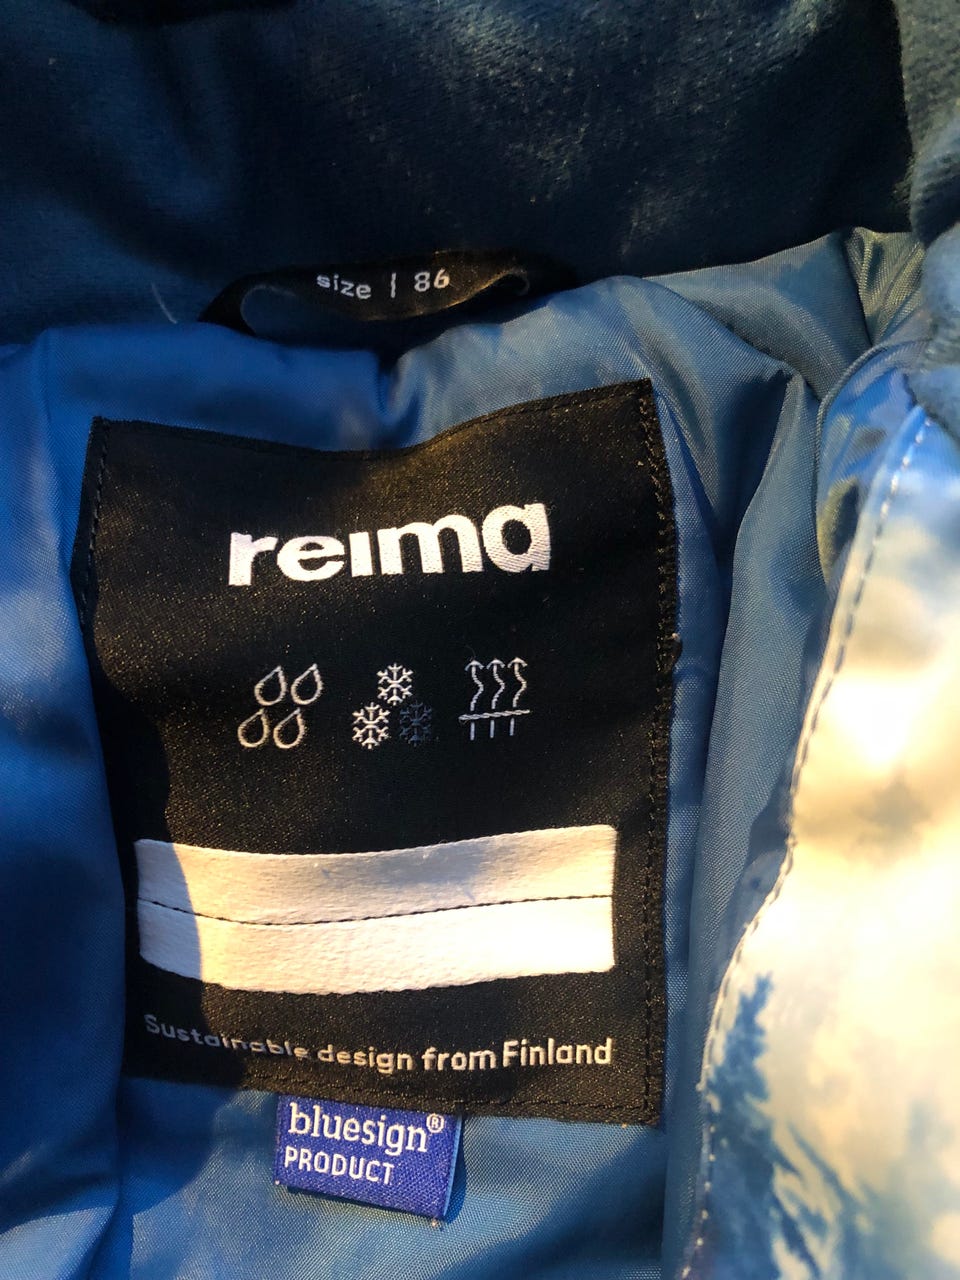 size | 86
reima
Sustainable design from Finland
bluesign®
PRODUCT